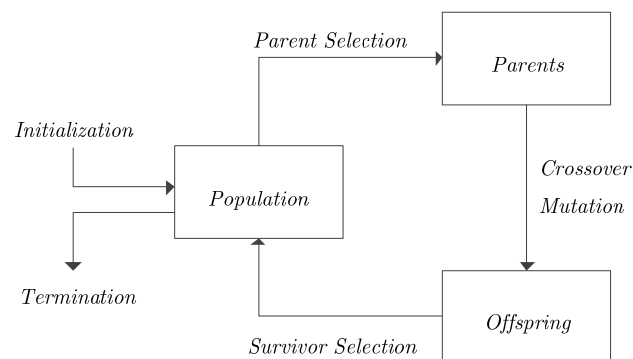 Parent Selection
Parents
Initialization
Crossover
Population
Mutation
Termination
Offspring
Survivor Selection